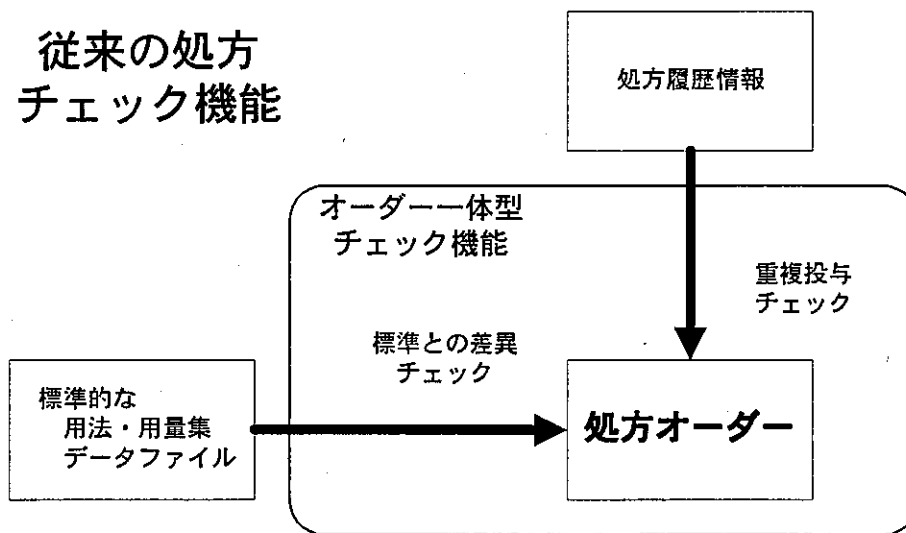 従来の処方
チェック機能
処方履歴情報
オーダー一体型
チェック機能
重複投与
チェック
標準との差異
チェック
標準的な
用法・用量集
データファイル
処方オーダー